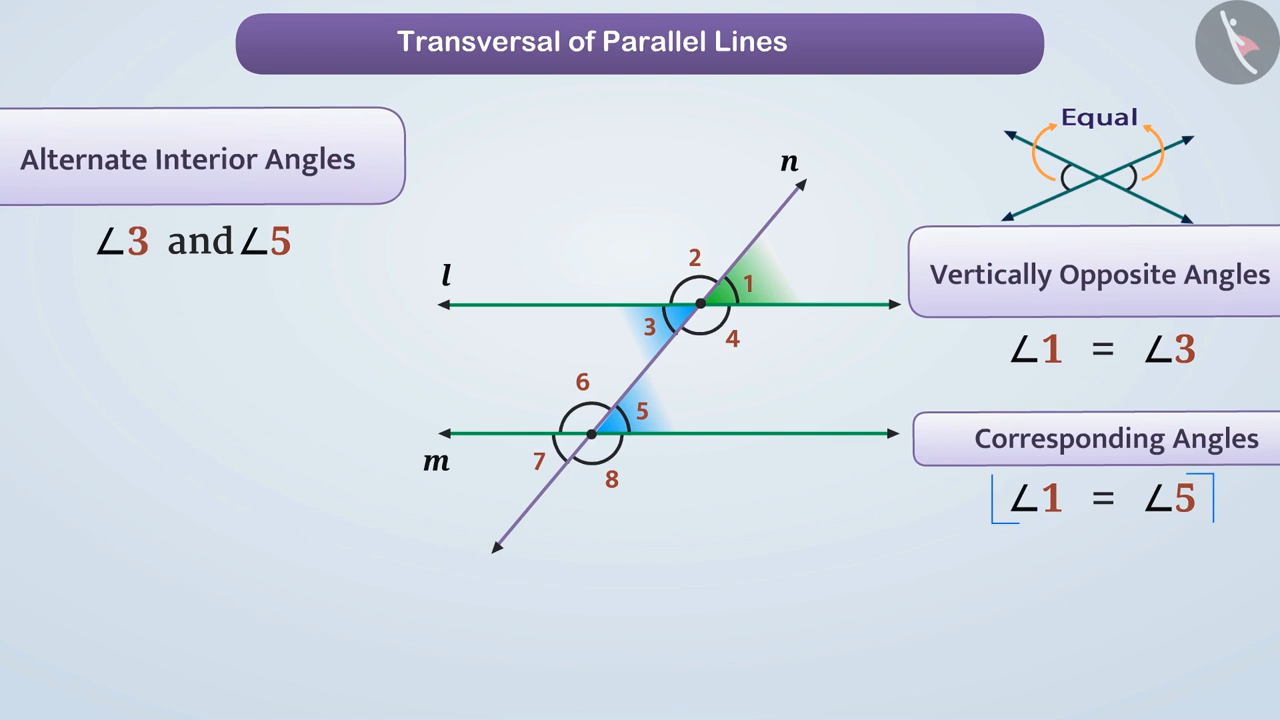 Transversal of Parallel Lines
Alternate Interior Angles
∠3 and ∠5
n
l
2
1
3
4
6
5
m
7
8
Equal
Vertically Opposite Angles
∠1 = ∠3
Corresponding Angles
∠1 = ∠5